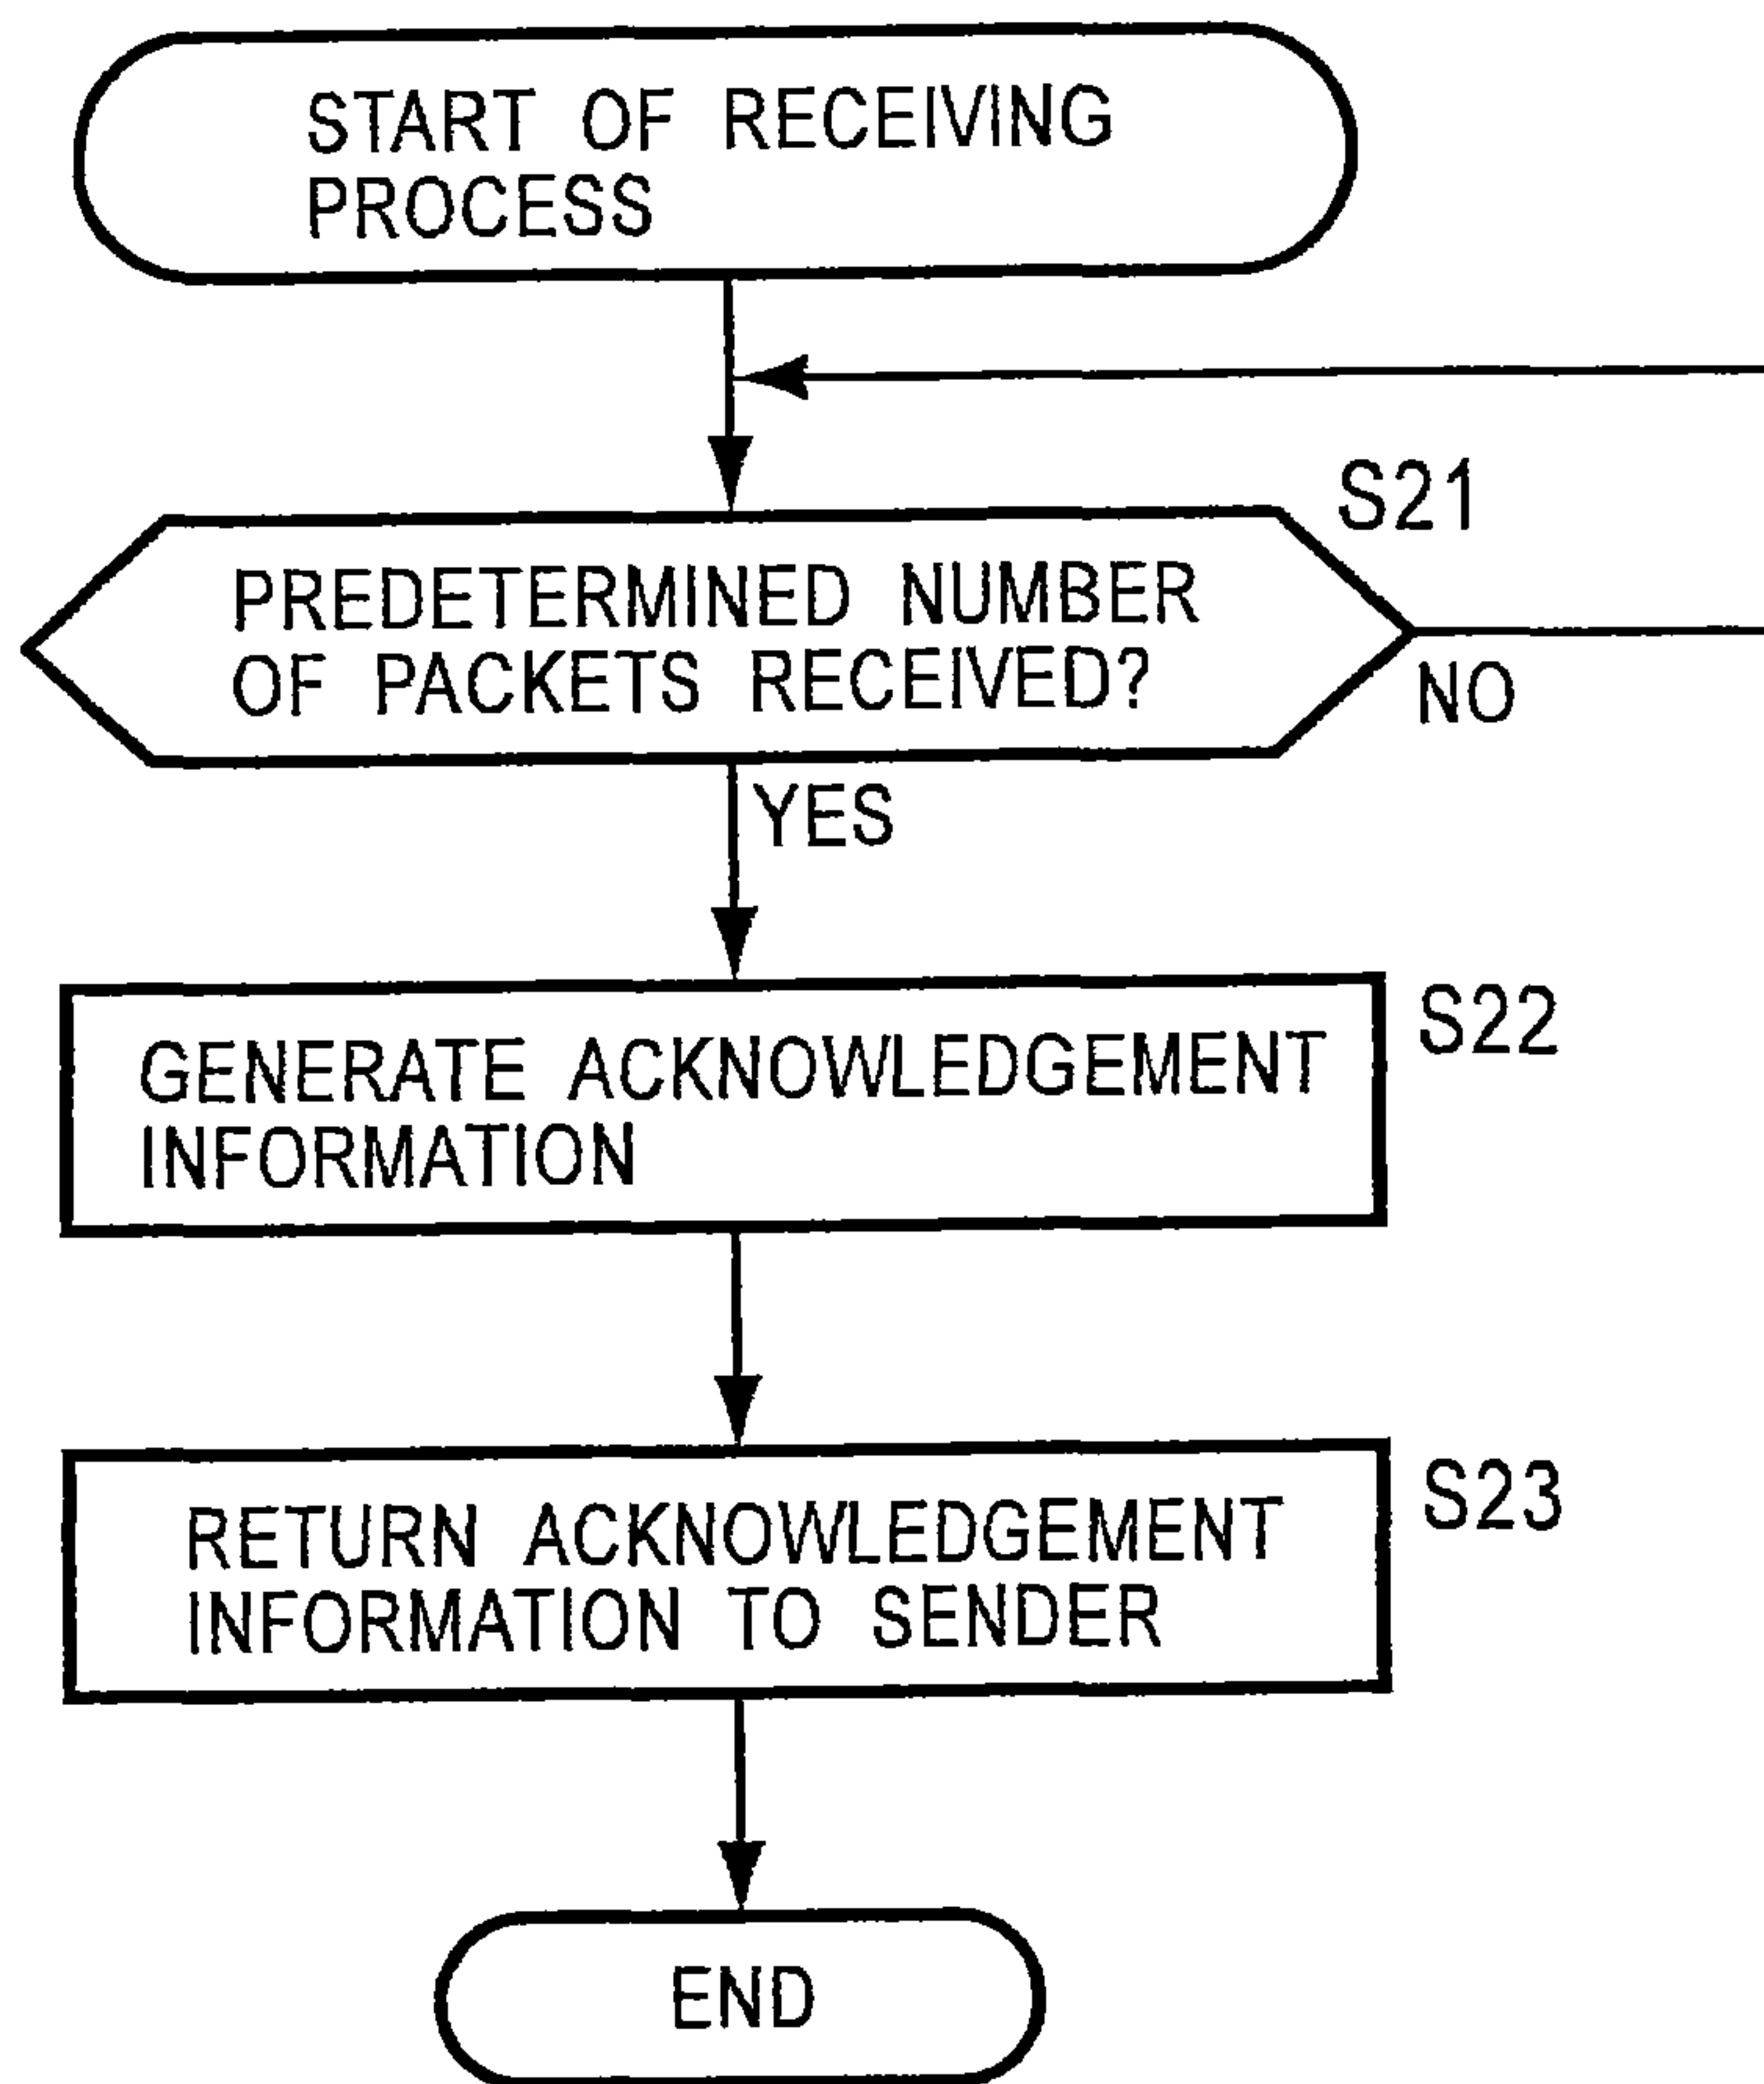 START OF RECEIVING
PROCESS
S21
PREDETERMINED NUMBER
OF PACKETS RECEIVED?
NO
YES
S22
GENERATE ACKNOWLEDGEMENT
INFORMATION
S23
RETURN ACKNOWLEDGEMENT
INFORMATION TO SENDER
END